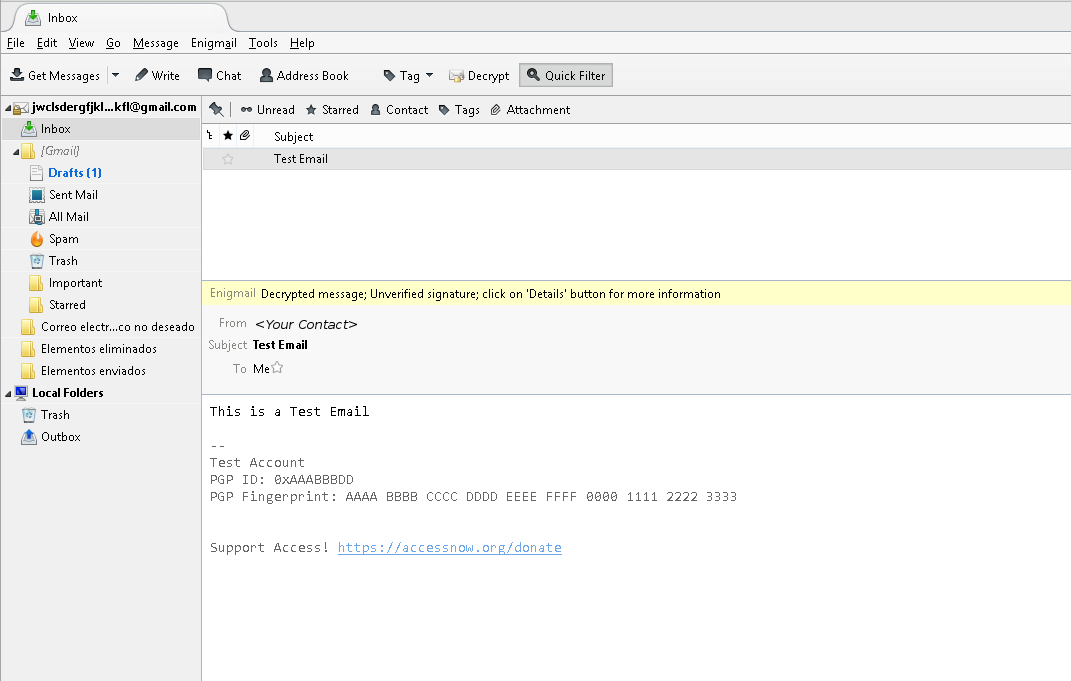 Inbox
File Edit View Go Message Enigmail Tools Help
Get Messages Write Chat Address Book Tag Decrypt Quick Filter
jwclsdergfjkl...kfl@gmail.com
Unread Starred Contact Tags Attachment
Inbox
Subject
[Gmail]
Test Email
Drafts (1)
Sent Mail
All Mail
Spam
Trash
Important
Enigmail Decrypted message; Unverified signature; click on 'Details' button for more information
Starred
From <Your Contact>
Correo electr...co no deseado
Subject Test Email
Elementos eliminados
To Me
Elementos enviados
Local Folders
This is a Test Email
Trash
Outbox
--
Test Account
PGP ID: 0xAAABBBDD
PGP Fingerprint: AAAA BBBB CCCC DDDD EEEE FFFF 0000 1111 2222 3333
Support Access! https://accessnow.org/donate